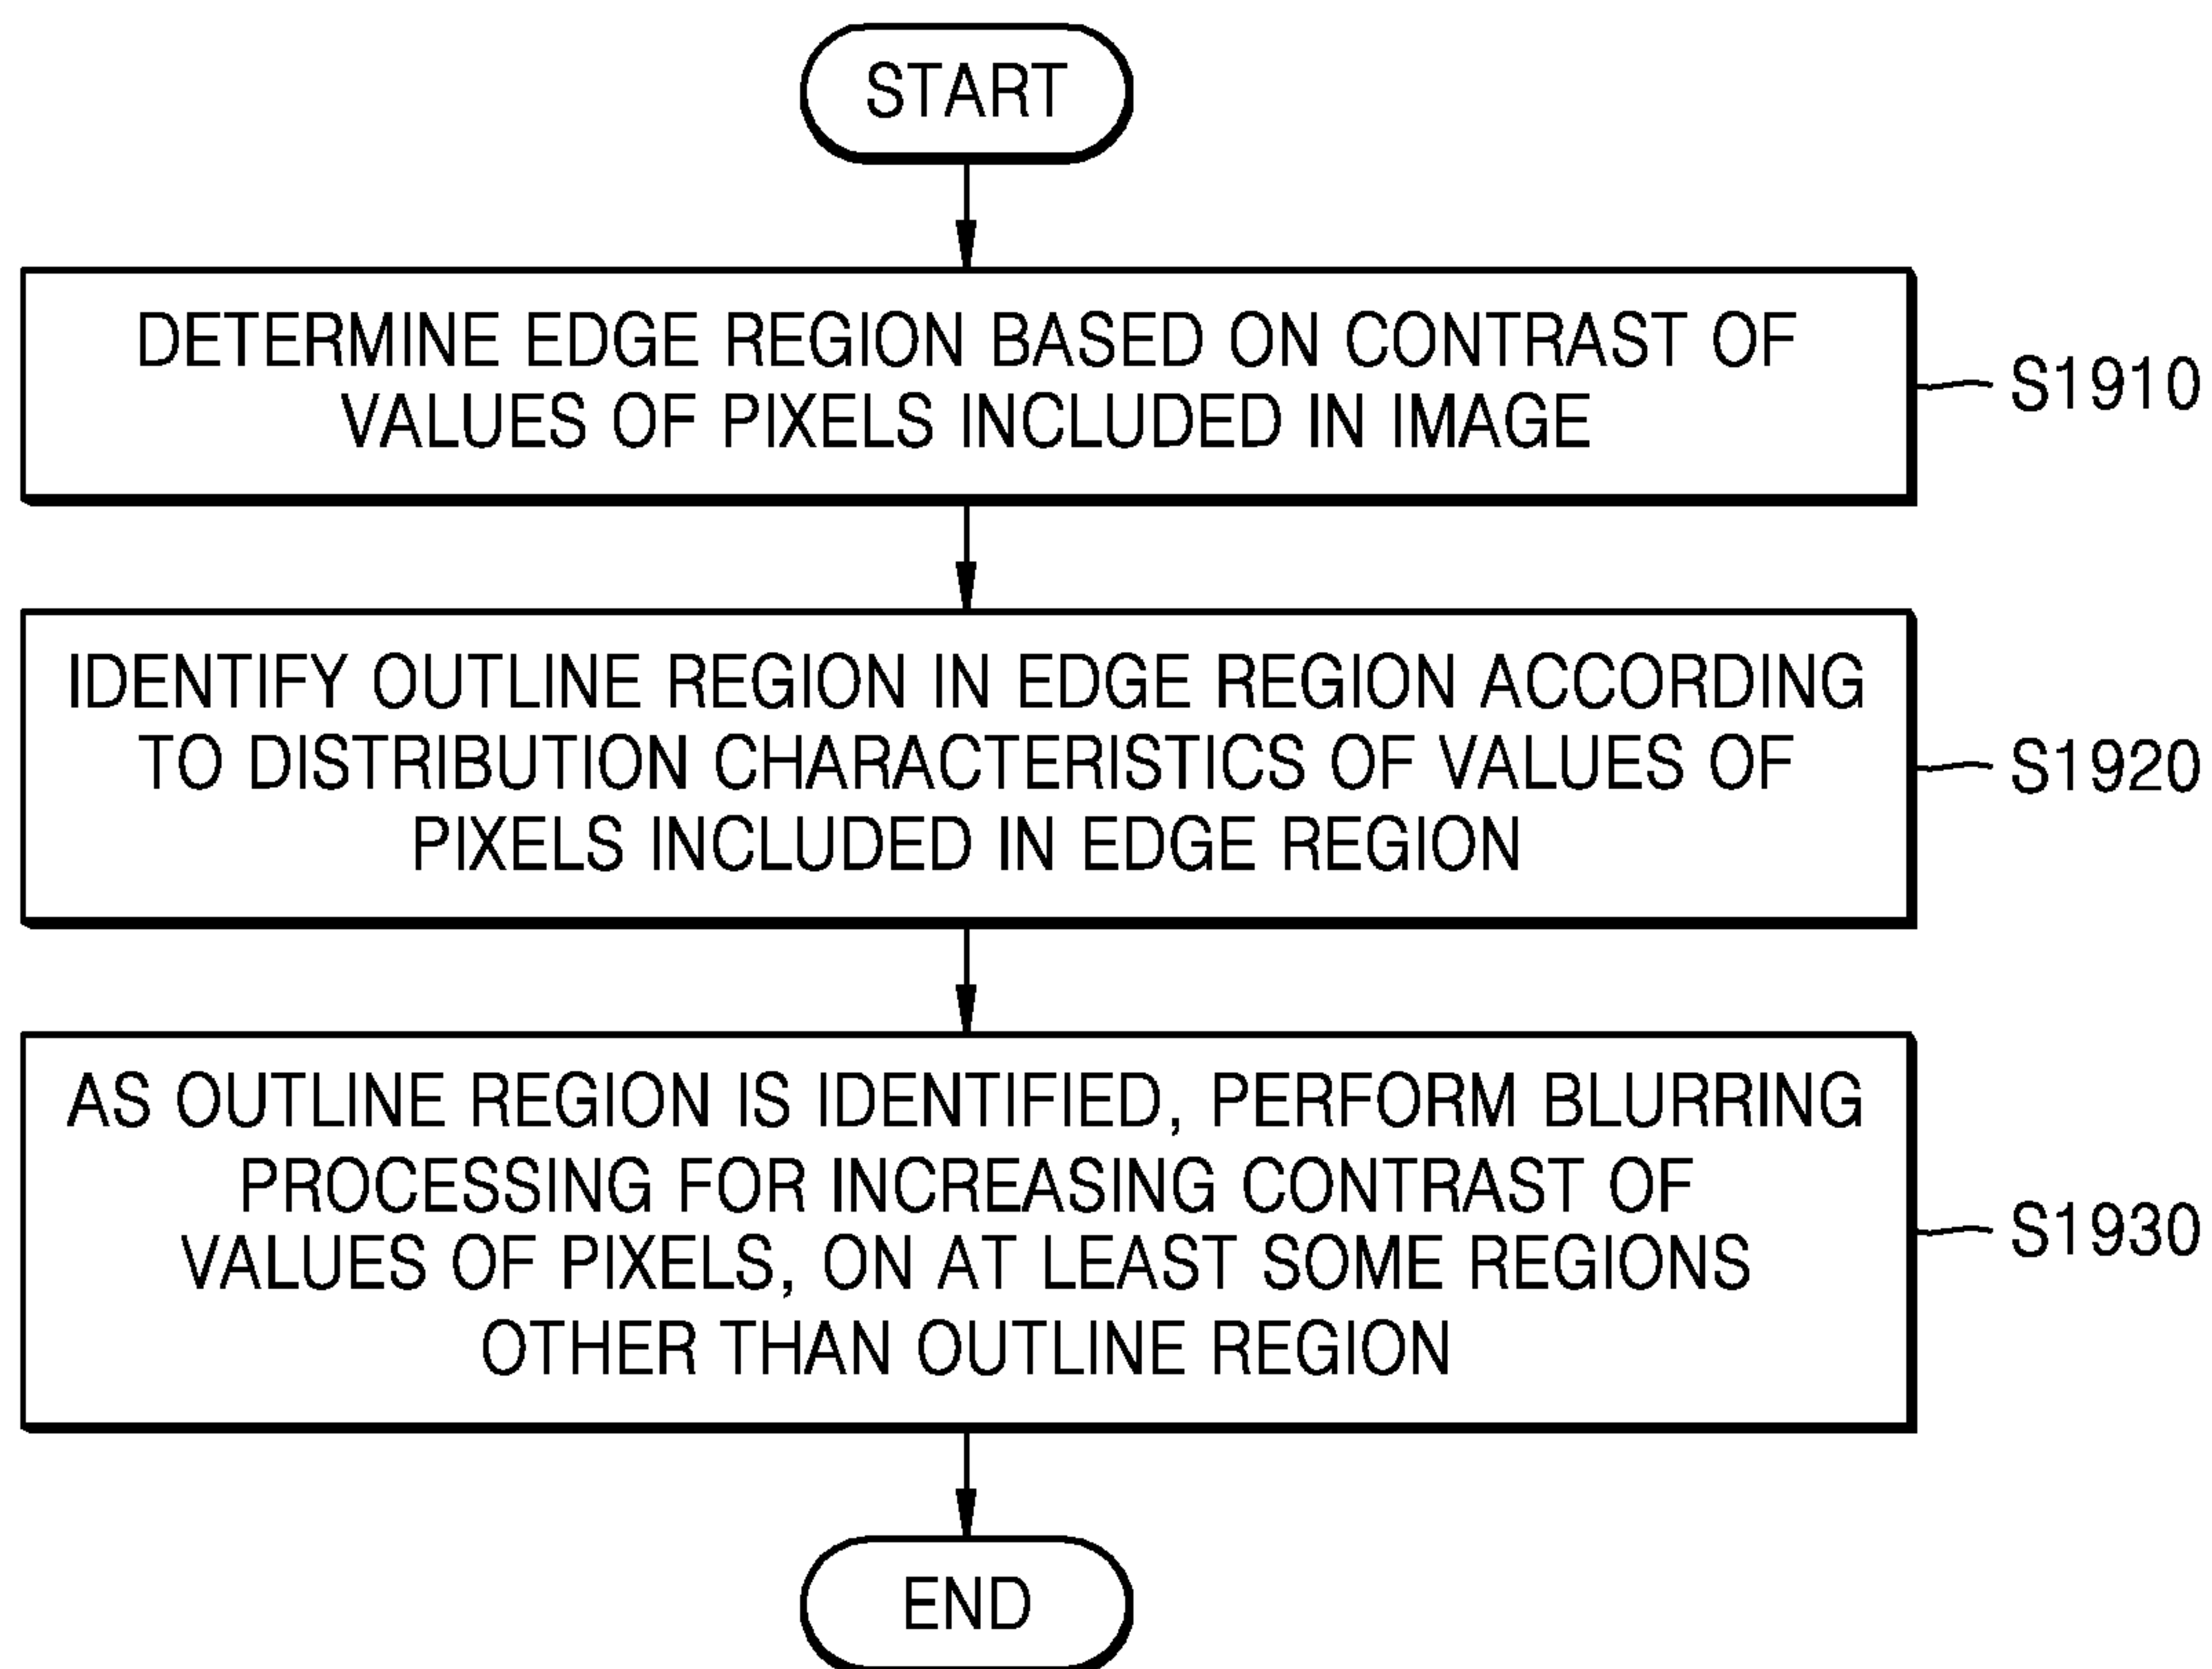 START
DETERMINE EDGE REGION BASED ON CONTRAST OF
VALUES OF PIXELS INCLUDED IN IMAGE
S1910
IDENTIFY OUTLINE REGION IN EDGE REGION ACCORDING
TO DISTRIBUTION CHARACTERISTICS OF VALUES OF
PIXELS INCLUDED IN EDGE REGION
S1920
AS OUTLINE REGION IS IDENTIFIED, PERFORM BLURRING
PROCESSING FOR INCREASING CONTRAST OF
VALUES OF PIXELS, ON AT LEAST SOME REGIONS
OTHER THAN OUTLINE REGION
S1930
END